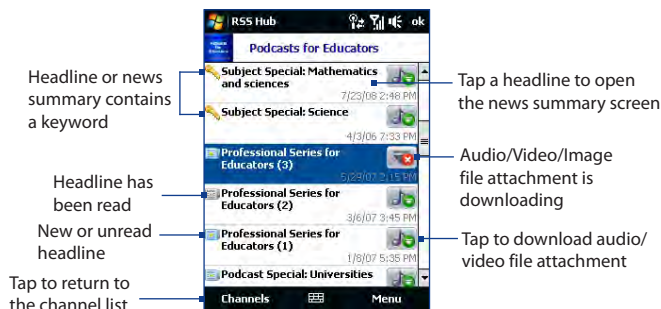 RSS Hub
ok
Podcasts for Educators
Subject Special: Mathematics
and sciences
7/23/08 2:48 PM
Subject Special: Science
4/3/06 7:33 PM
Professional Series for
Educators (3)
5/29/07 2:15 PM
Professional Series for
Educators (2)
3/6/07 3:45 PM
Professional Series for
Educators (1)
1/8/07 5:35 PM
Podcast Special: Universities
Channels
Menu
Headline or news
summary contains
a keyword
Headline has
been read
New or unread
headline
Tap to return to
the channel list
Tap a headline to open
the news summary screen
Audio/Video/Image
file attachment is
downloading
Tap to download audio/
video file attachment